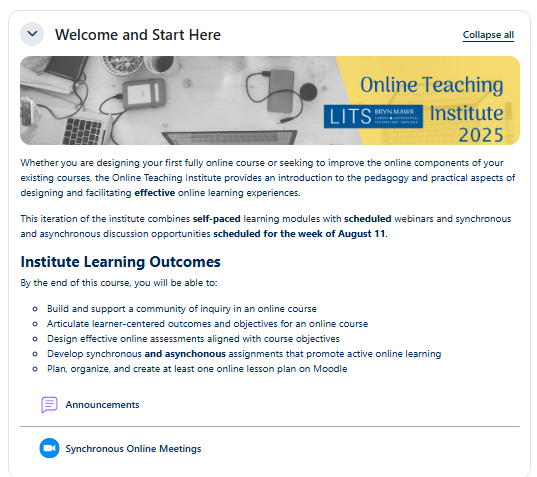 Welcome and Start Here
Collapse all
Online Teaching
LITS BRYN MAWR
LIBRARY & INFORMATION
TECHNOLOGY SERVICES
Institute
2025
Whether you are designing your first fully online course or seeking to improve the online components of your
existing courses, the Online Teaching Institute provides an introduction to the pedagogy and practical aspects of
designing and facilitating effective online learning experiences.
This iteration of the institute combines self-paced learning modules with scheduled webinars and synchronous
and asynchronous discussion opportunities scheduled for the week of August 11.
Institute Learning Outcomes
By the end of this course, you will be able to:
Build and support a community of inquiry in an online course
Articulate learner-centered outcomes and objectives for an online course
Design effective online assessments aligned with course objectives
Develop synchronous and asynchonous assignments that promote active online learning
Plan, organize, and create at least one online lesson plan on Moodle
Announcements
Synchronous Online Meetings